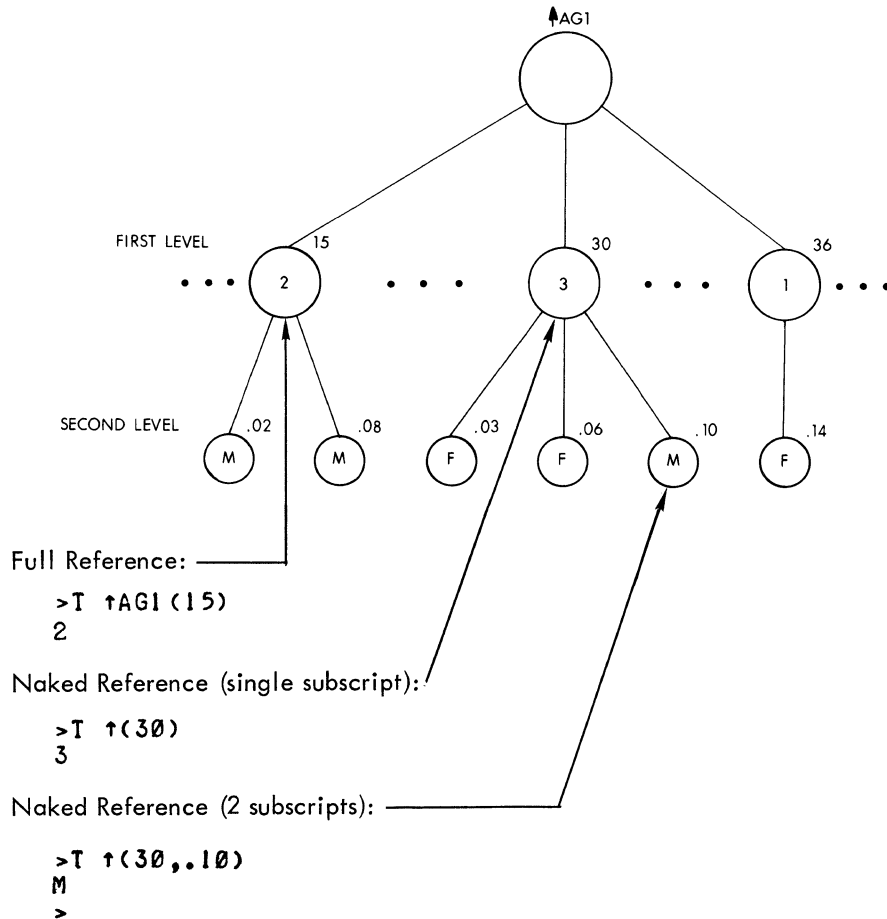 ↑AG1
FIRST LEVEL 15 30 36
2 3 1
SECOND LEVEL .02 .08 .03 .06 .10 .14
M M F F M F
Full Reference:
>T ↑AG1(15)
2
Naked Reference (single subscript):
>T ↑(30)
3
Naked Reference (2 subscripts):
>T ↑(30,.10)
M
>